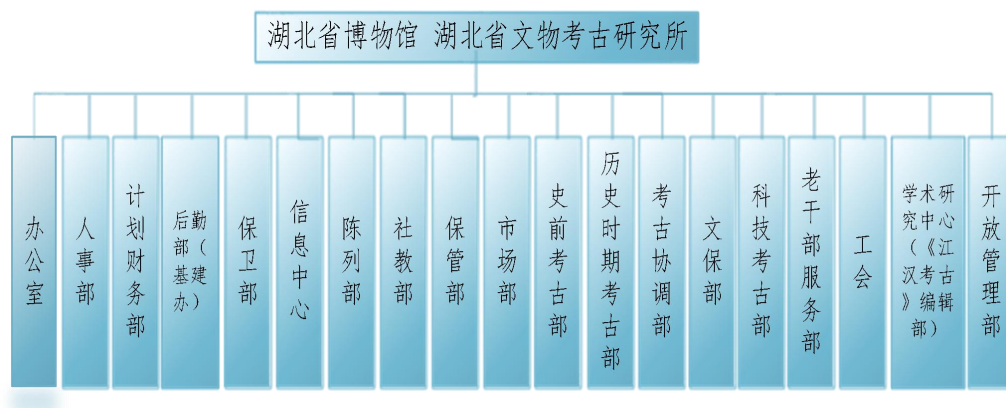 湖北省博物馆 湖北省文物考古研究所
办公室
人事部
计划财务部
后勤部（基建办）
保卫部
信息中心
陈列部
社教部
保管部
市场部
史前考古部
历史时期考古部
考古协调部
文保部
科技考古部
老干部服务部
工会
学术研究中心（《江汉考古》编辑部）
开放管理部